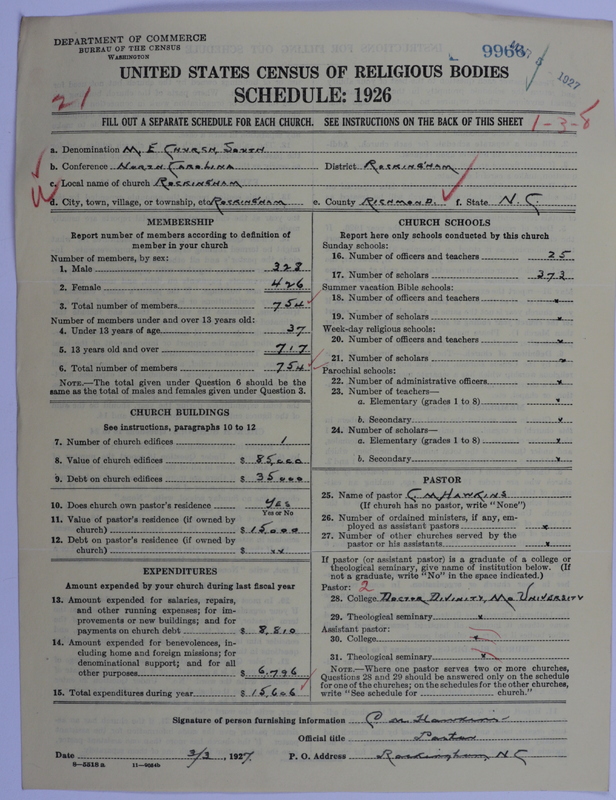 DEPARTMENT OF COMMERCE
BUREAU OF THE CENSUS
WASHINGTON
9966
1927
UNITED STATES CENSUS OF RELIGIOUS BODIES
SCHEDULE: 1926
21
FILL OUT A SEPARATE SCHEDULE FOR EACH CHURCH. SEE INSTRUCTIONS ON THE BACK OF THIS SHEET
1-3-8
a. Denomination M. E Church, South
b. Conference North Carolina District Rockingham
c. Local name of church Rockingham
d. City, town, village, or township, etc Rockingham e. County Richmond. f. State N. C.
MEMBERSHIP
Report number of members according to definition of member in your church
Number of members, by sex:
1. Male 328
2. Female 426
3. Total number of members 754
Number of members under and over 13 years old:
4. Under 13 years of age 37
5. 13 years old and over 717
6. Total number of members 754
NOTE.—The total given under Question 6 should be the same as the total of males and females given under Question 3.
CHURCH BUILDINGS
See instructions, paragraphs 10 to 12
7. Number of church edifices 1
8. Value of church edifices $ 85000
9. Debt on church edifices $ 35000
10. Does church own pastor's residence Yes
Yes or No
11. Value of pastor's residence (if owned by
church) $ 15,000
12. Debt on pastor's residence (if owned by
church) $ xx
EXPENDITURES
Amount expended by your church during last fiscal year
13. Amount expended for salaries, repairs,
and other running expenses; for im-
provements or new buildings; and for
payments on church debt $ 8,810
14. Amount expended for benevolences, in-
cluding home and foreign missions; for
denominational support; and for all
other purposes $ 6,796
15. Total expenditures during year $ 15,606
CHURCH SCHOOLS
Report here only schools conducted by this church
Sunday schools:
16. Number of officers and teachers 25
17. Number of scholars 373
Summer vacation Bible schools:
18. Number of officers and teachers x
19. Number of scholars x
Week-day religious schools:
20. Number of officers and teachers x
21. Number of scholars x
Parochial schools:
22. Number of administrative officers x
23. Number of teachers—
a. Elementary (grades 1 to 8) x
b. Secondary x
24. Number of scholars—
a. Elementary (grades 1 to 8) x
b. Secondary x
PASTOR
25. Name of pastor C. M Hawkins
(If church has no pastor, write "None")
26. Number of ordained ministers, if any, em-
ployed as assistant pastors x
27. Number of other churches served by the
pastor or his assistants x
If pastor (or assistant pastor) is a graduate of a college or
theological seminary, give name of institution below. (If
not a graduate, write "No" in the space indicated.)
Pastor: 2
28. College Doctor Divinity, Mo University
29. Theological seminary x
Assistant pastor:
30. College x
31. Theological seminary x
NOTE.—Where one pastor serves two or more churches,
Questions 28 and 29 should be answered only on the schedule
for one of the churches; on the schedules for the other churches,
write "See schedule for church."
Signature of person furnishing information C M Hawkins
Official title Pastor
Date 3/3, 1927. P. O. Address Rockingham, NC
8-5518 a